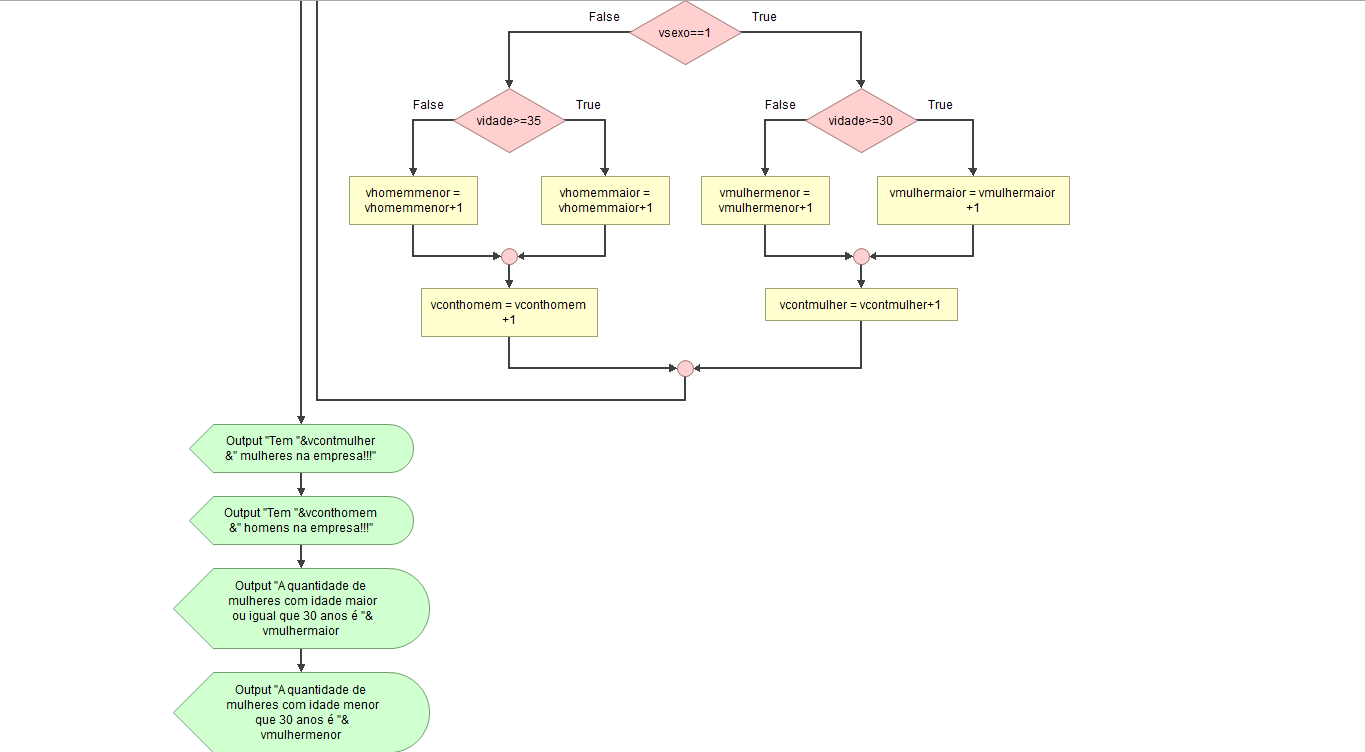 False
True
vsexo==1
False
True
vidade>=35
False
True
vidade>=30
vhomemmenor =
vhomemmenor+1
vhomemmaior =
vhomemmaior+1
vmulhermenor =
vmulhermenor+1
vmulhermaior = vmulhermaior
+1
vconthomem = vconthomem
+1
vcontmulher = vcontmulher+1
Output "Tem "&vcontmulher
&" mulheres na empresa!!!"
Output "Tem "&vconthomem
&" homens na empresa!!!"
Output "A quantidade de
mulheres com idade maior
ou igual que 30 anos é "&
vmulhermaior
Output "A quantidade de
mulheres com idade menor
que 30 anos é "&
vmulhermenor